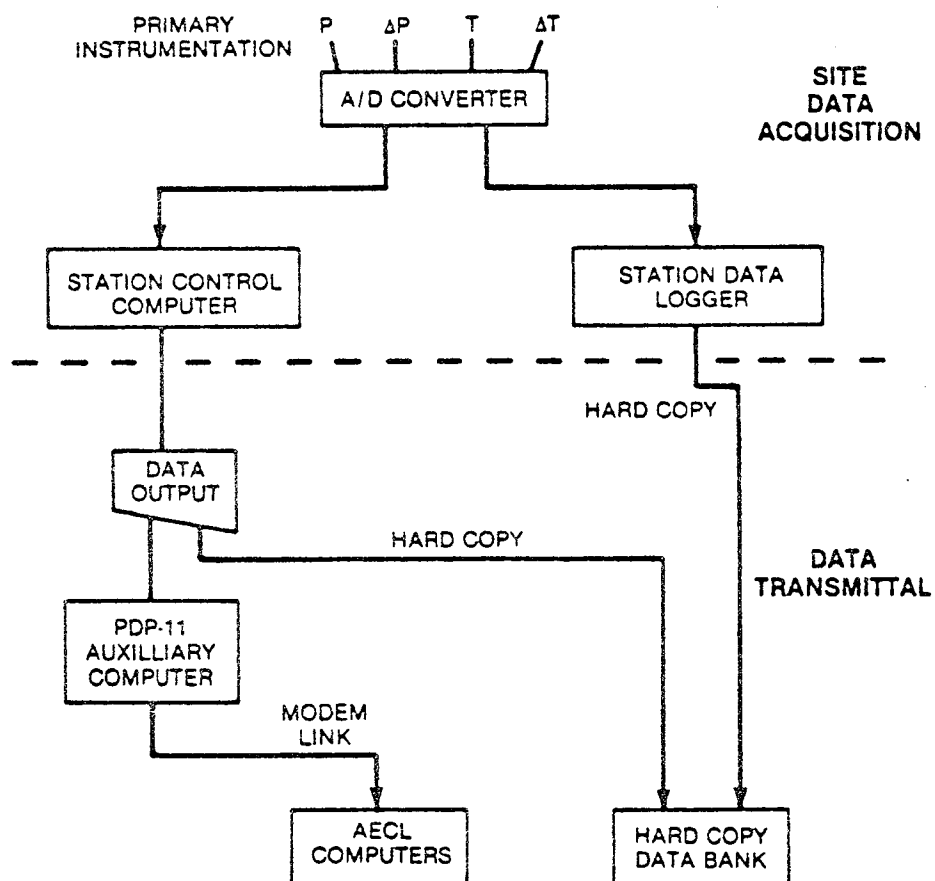 PRIMARY
INSTRUMENTATION
P ΔP T ΔT
A/D CONVERTER
SITE
DATA
ACQUISITION
STATION CONTROL
COMPUTER
STATION DATA
LOGGER
HARD COPY
DATA
OUTPUT
HARD COPY
DATA
TRANSMITTAL
PDP-11
AUXILLIARY
COMPUTER
MODEM
LINK
AECL
COMPUTERS
HARD COPY
DATA BANK